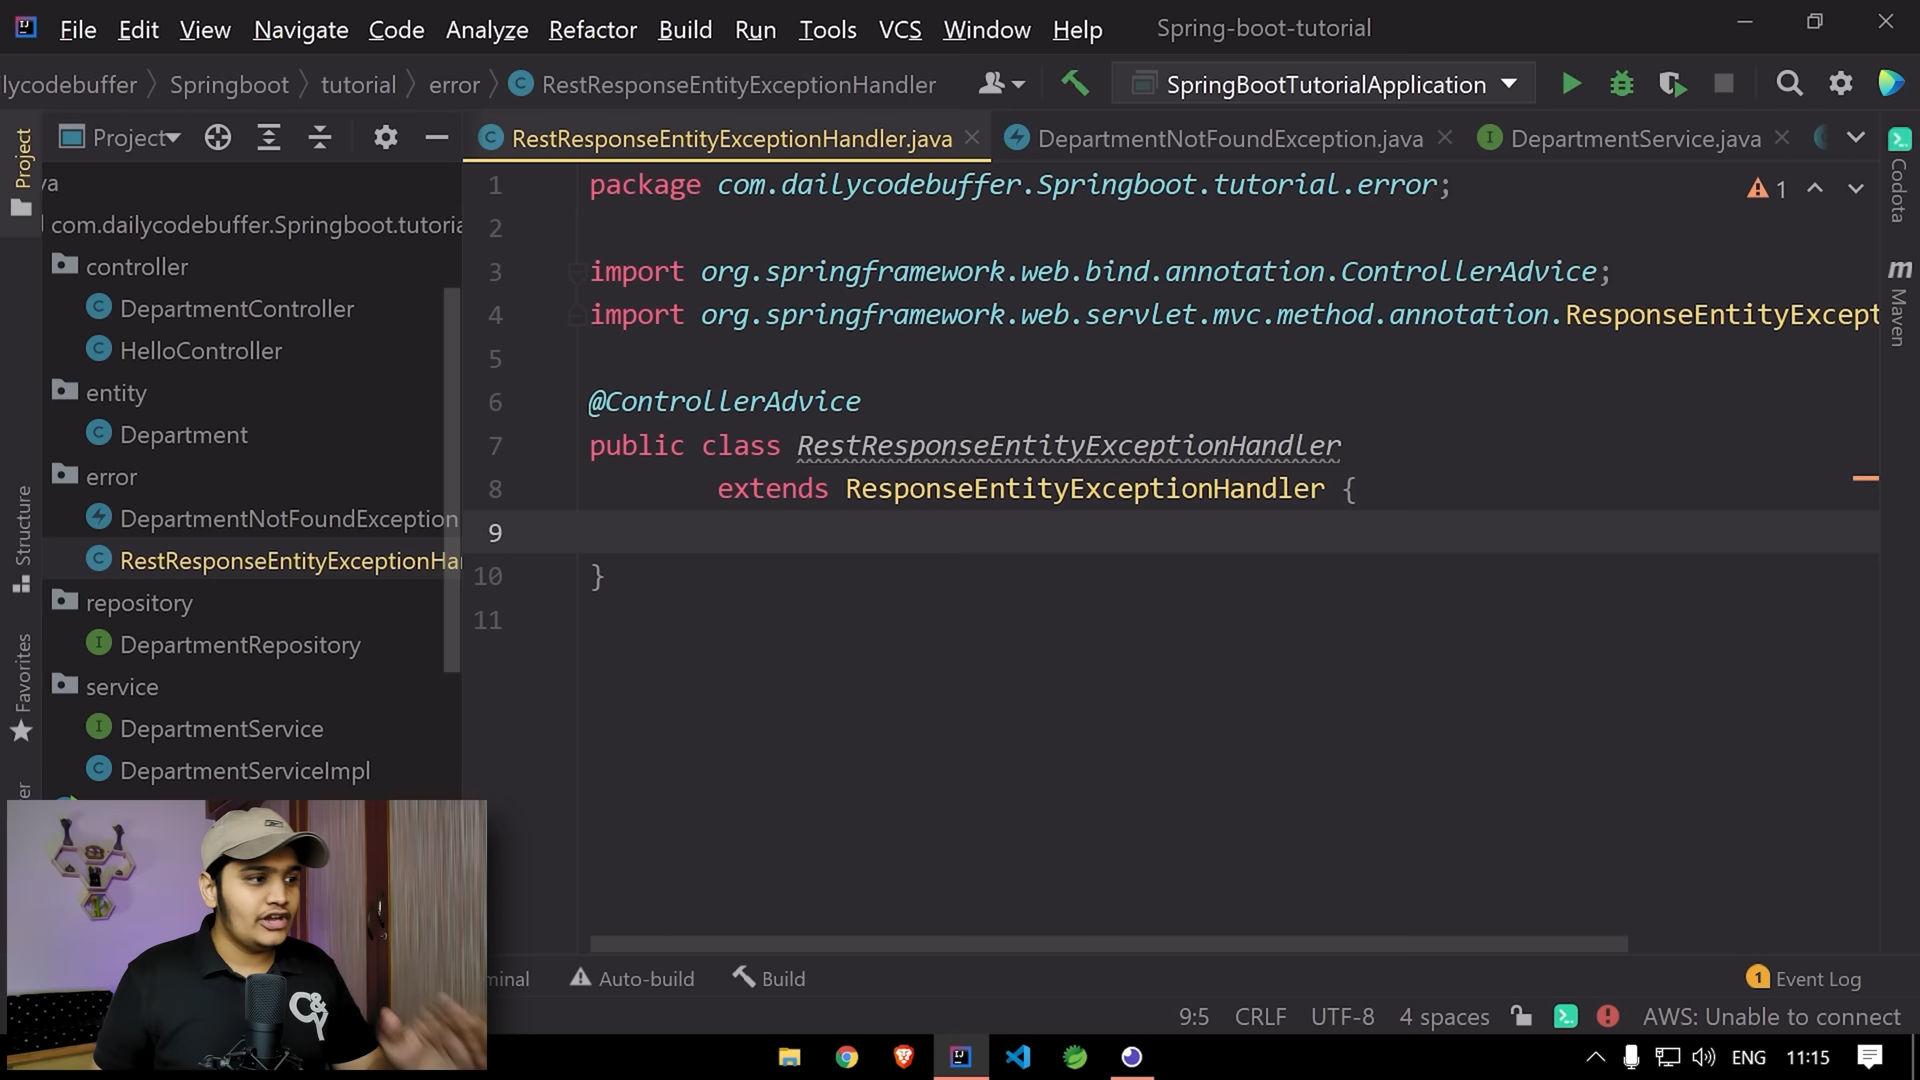 File Edit View Navigate Code Analyze Refactor Build Run Tools VCS Window Help Spring-boot-tutorial
lycodebuffer Springboot tutorial error RestResponseEntityExceptionHandler SpringBootTutorialApplication
Project
RestResponseEntityExceptionHandler.java DepartmentNotFoundException.java DepartmentService.java
Project
Structure
Favorites
Codota
Maven
com.dailycodebuffer.Springboot.tutoria
controller
DepartmentController
HelloController
entity
Department
error
DepartmentNotFoundException
RestResponseEntityExceptionHa
repository
DepartmentRepository
service
DepartmentService
DepartmentServiceImpl
1 package com.dailycodebuffer.Springboot.tutorial.error;
1
2
3 import org.springframework.web.bind.annotation.ControllerAdvice;
4 import org.springframework.web.servlet.mvc.method.annotation.ResponseEntityExcept
5
6 @ControllerAdvice
7 public class RestResponseEntityExceptionHandler
8 extends ResponseEntityExceptionHandler {
9
10 }
11
C&Y
minal Auto-build Build 1 Event Log
9:5 CRLF UTF-8 4 spaces AWS: Unable to connect
ENG 11:15